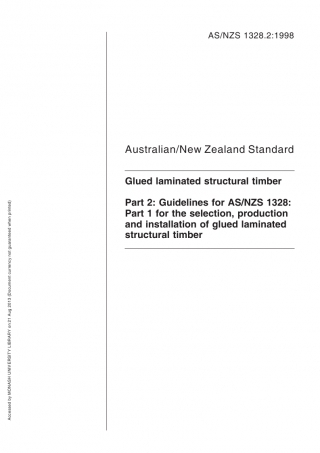 AS/NZS 1328.2:1998
Australian/New Zealand Standard
Glued laminated structural timber
Part 2: Guidelines for AS/NZS 1328:
Part 1 for the selection, production
and installation of glued laminated
structural timber
Accessed by MONASH UNIVERSITY LIBRARY on 21 Aug 2013 (Document currency not guaranteed when printed)